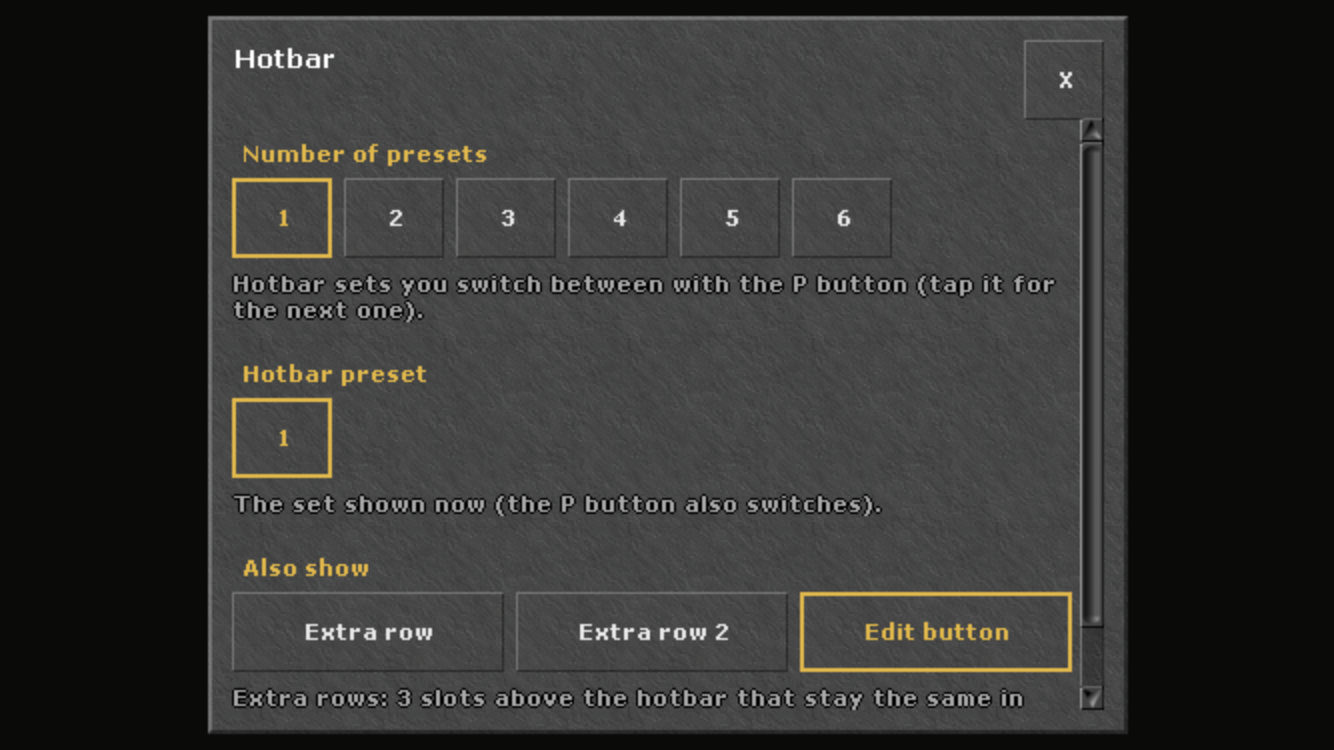 Hotbar
X
Number of presets
1 2 3 4 5 6
Hotbar sets you switch between with the P button (tap it for
the next one).
Hotbar preset
1
The set shown now (the P button also switches).
Also show
Extra row Extra row 2 Edit button
Extra rows: 3 slots above the hotbar that stay the same in